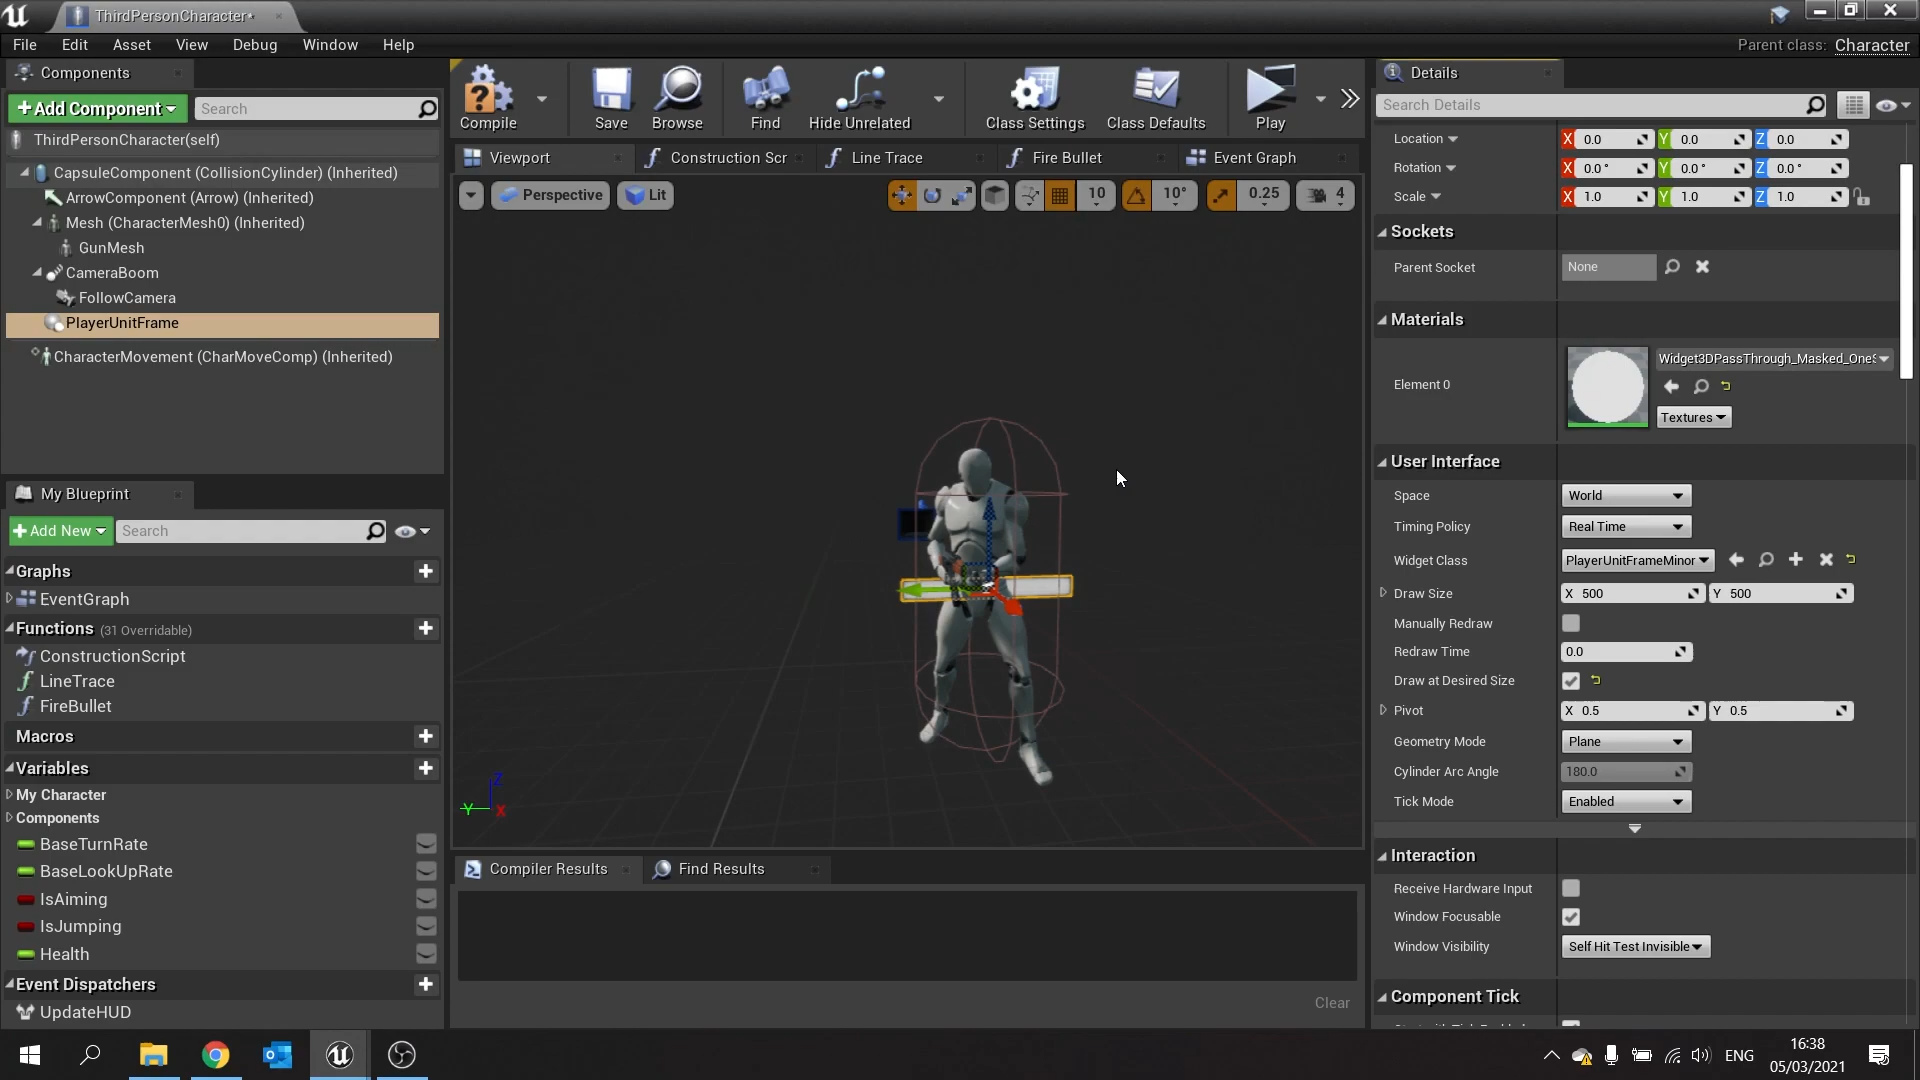 ThirdPersonCharacter*
File Edit Asset View Debug Window Help
Parent class: Character
Components
+Add Component
Search
ThirdPersonCharacter(self)
CapsuleComponent (CollisionCylinder) (Inherited)
ArrowComponent (Arrow) (Inherited)
Mesh (CharacterMesh0) (Inherited)
GunMesh
CameraBoom
FollowCamera
PlayerUnitFrame
CharacterMovement (CharMoveComp) (Inherited)
My Blueprint
+Add New
Search
Graphs
EventGraph
Functions (31 Overridable)
ConstructionScript
LineTrace
FireBullet
Macros
Variables
My Character
Components
BaseTurnRate
BaseLookUpRate
IsAiming
IsJumping
Health
Event Dispatchers
UpdateHUD
Compile Save Browse Find Hide Unrelated Class Settings Class Defaults Play
Viewport Construction Scr Line Trace Fire Bullet Event Graph
Perspective Lit 10 10° 0.25 4
Z
Y X
Compiler Results Find Results
Clear
Details
Search Details
Location X 0.0 Y 0.0 Z 0.0
Rotation X 0.0° Y 0.0° Z 0.0°
Scale X 1.0 Y 1.0 Z 1.0
Sockets
Parent Socket None
Materials
Widget3DPassThrough_Masked_OneS
Element 0
Textures
User Interface
Space World
Timing Policy Real Time
Widget Class PlayerUnitFrameMinor
Draw Size X 500 Y 500
Manually Redraw
Redraw Time 0.0
Draw at Desired Size
Pivot X 0.5 Y 0.5
Geometry Mode Plane
Cylinder Arc Angle 180.0
Tick Mode Enabled
Interaction
Receive Hardware Input
Window Focusable
Window Visibility Self Hit Test Invisible
Component Tick
ENG
16:38
05/03/2021